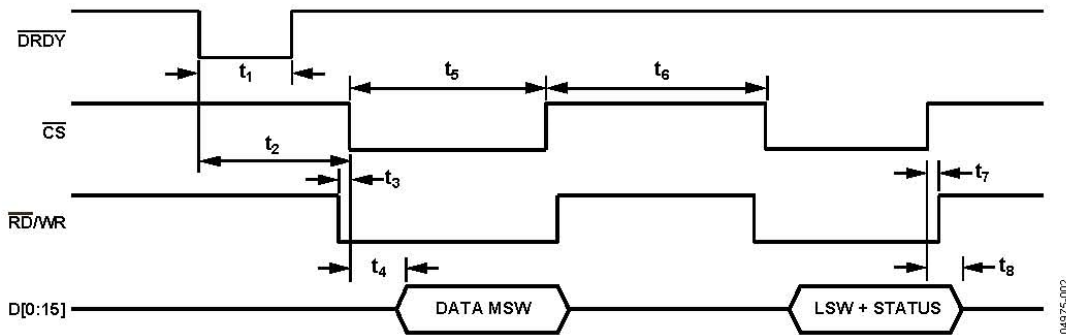 DRDY
t1
t5
t6
CS
t2
t3
t7
RD/WR
t4
t8
D[0:15]
DATA MSW
LSW + STATUS
04975-002